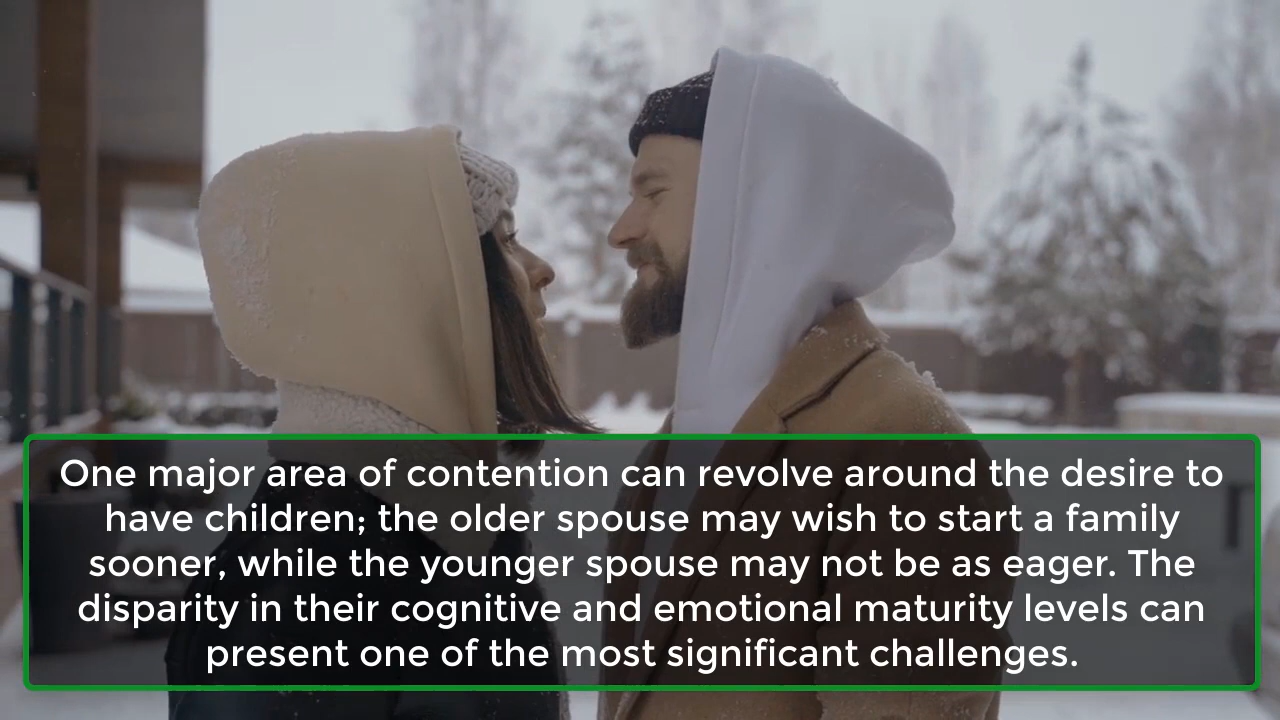 One major area of contention can revolve around the desire to
have children; the older spouse may wish to start a family
sooner, while the younger spouse may not be as eager. The
disparity in their cognitive and emotional maturity levels can
present one of the most significant challenges.